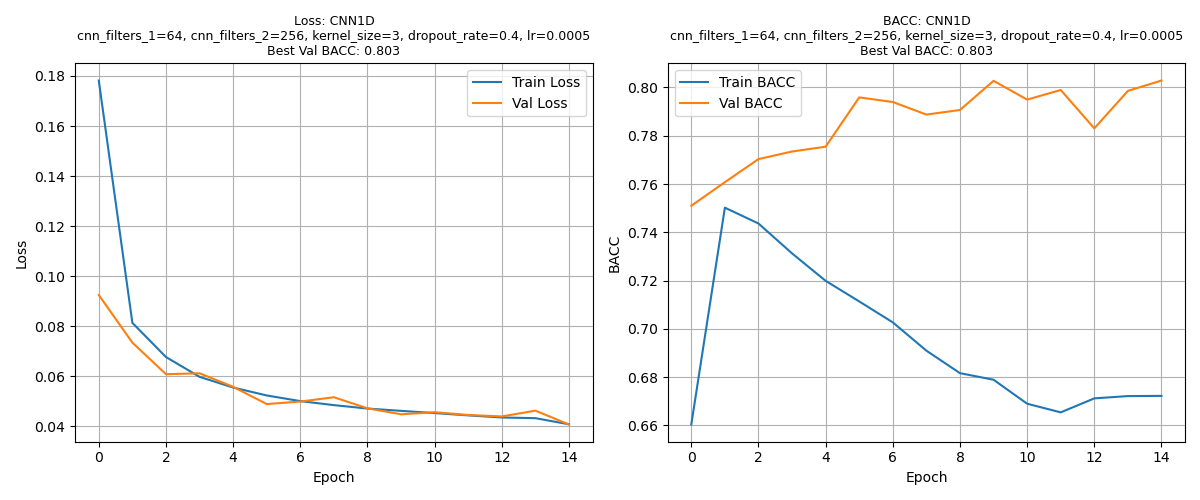 Loss: CNN1D
cnn_filters_1=64, cnn_filters_2=256, kernel_size=3, dropout_rate=0.4, lr=0.0005
Best Val BACC: 0.803
0.18
0.16
0.14
0.12
0.10
0.08
0.06
0.04
Loss
Train Loss
Val Loss
0 2 4 6 8 10 12 14
Epoch
BACC: CNN1D
cnn_filters_1=64, cnn_filters_2=256, kernel_size=3, dropout_rate=0.4, lr=0.0005
Best Val BACC: 0.803
0.80
0.78
0.76
0.74
0.72
0.70
0.68
0.66
BACC
Train BACC
Val BACC
0 2 4 6 8 10 12 14
Epoch